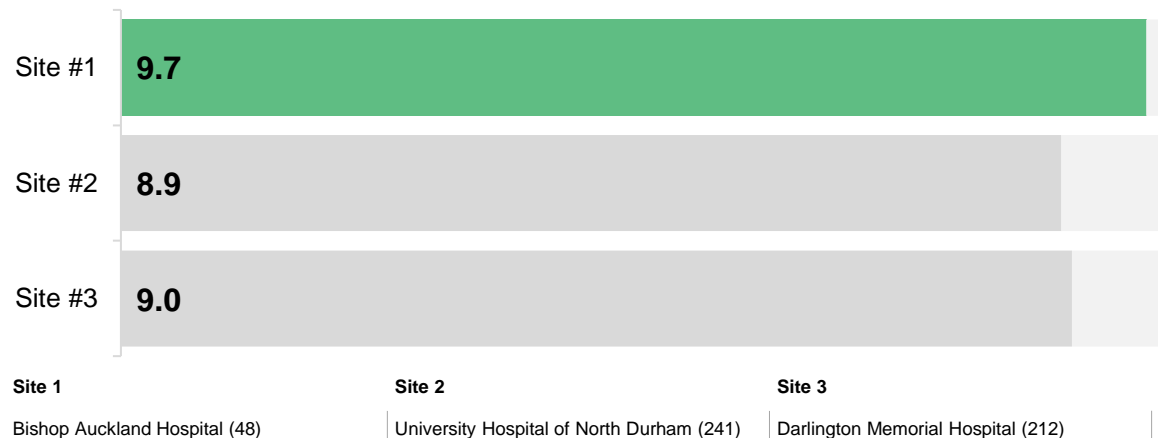 Site #1 9.7
Site #2 8.9
Site #3 9.0
Site 1 Site 2 Site 3
Bishop Auckland Hospital (48) University Hospital of North Durham (241) Darlington Memorial Hospital (212)